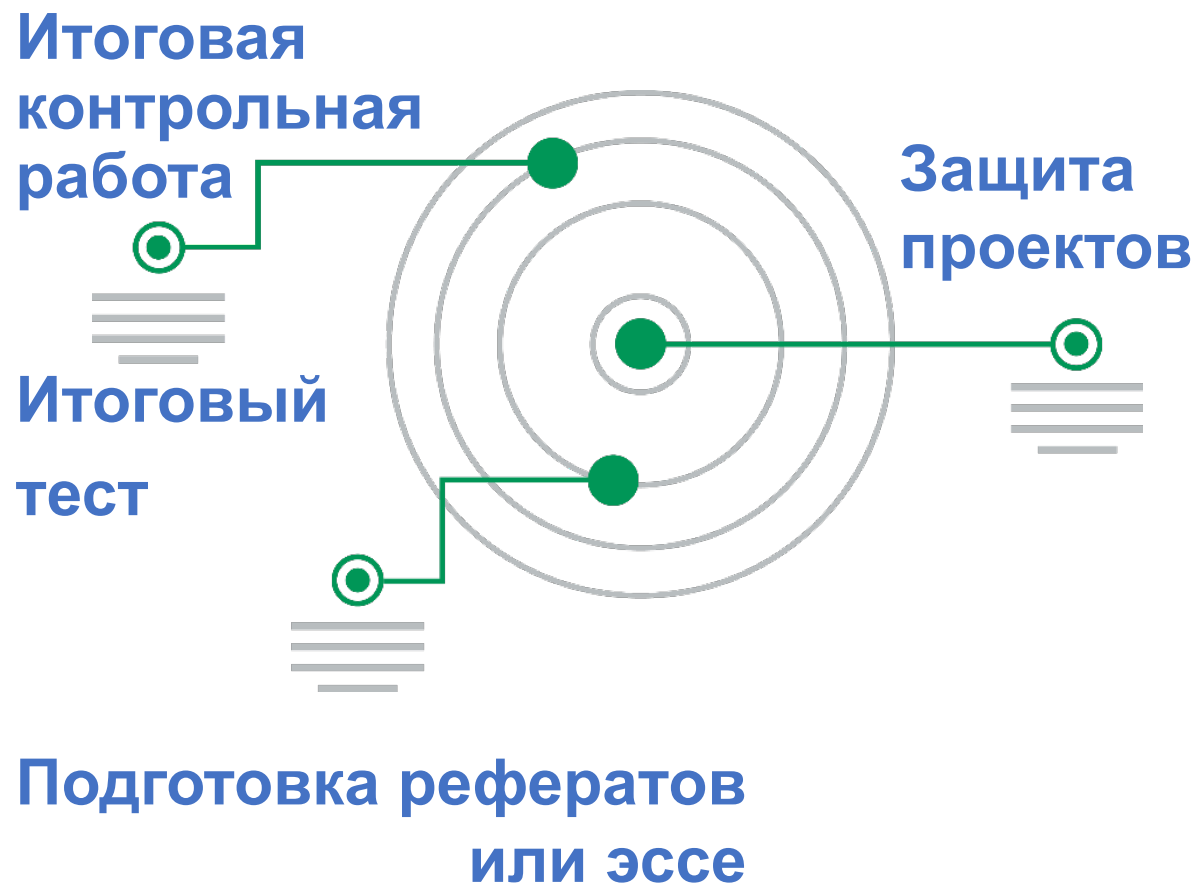 Итоговая
контрольная
работа
Защита
проектов
Итоговый
тест
Подготовка рефератов
или эссе